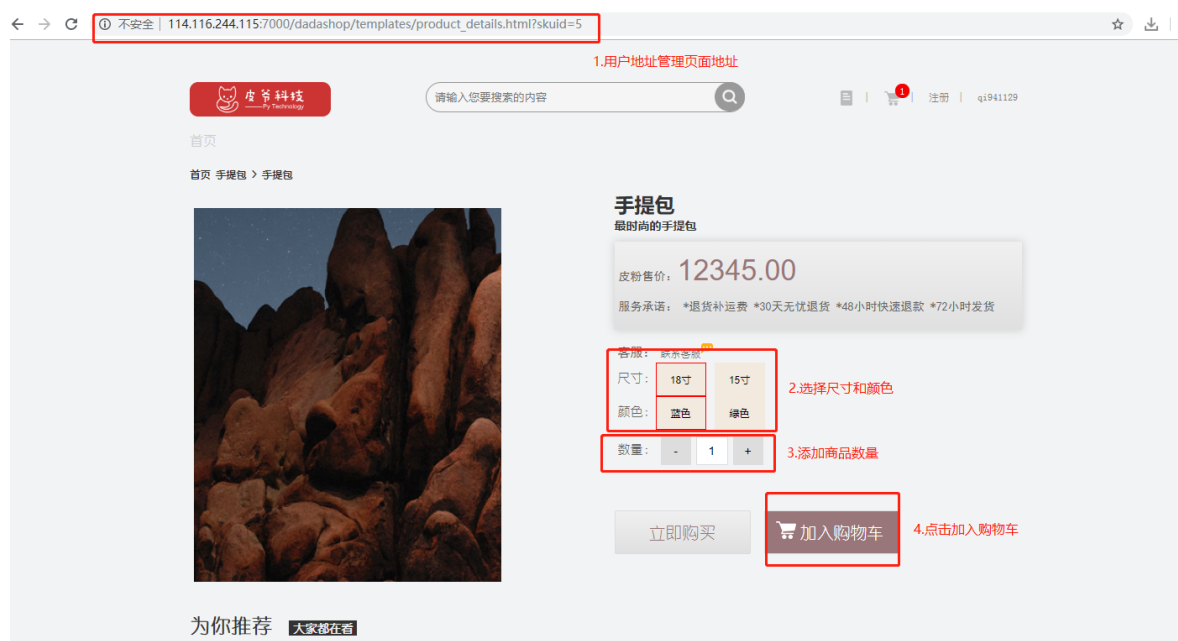 不安全 | 114.116.244.115:7000/dadashop/templates/product_details.html?skuid=5
1.用户地址管理页面地址
皮爷科技
——Py Technology
请输入您要搜索的内容
1
注册
qi941129
首页
首页 手提包 > 手提包
手提包
最时尚的手提包
皮粉售价: 12345.00
服务承诺: *退货补运费 *30天无忧退货 *48小时快速退款 *72小时发货
客服: 联系客服
尺寸: 18寸 15寸
2.选择尺寸和颜色
颜色: 蓝色 绿色
数量: - 1 +
3.添加商品数量
立即购买
加入购物车
4.点击加入购物车
为你推荐 大家都在看